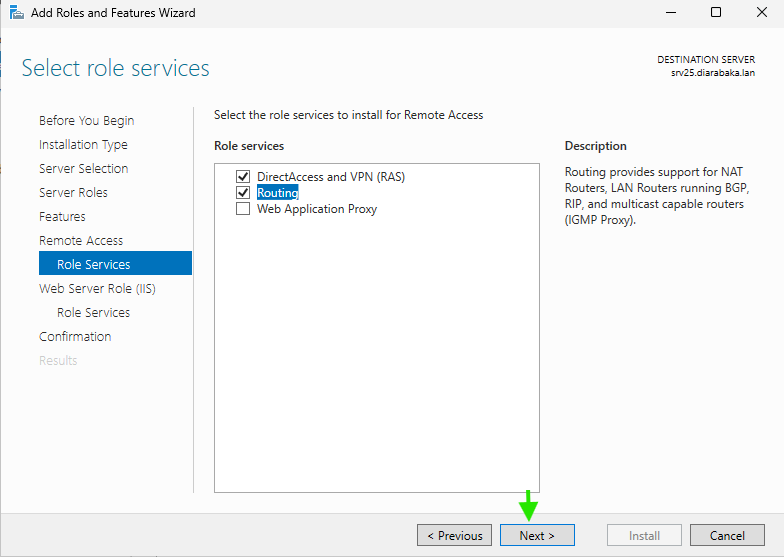 Add Roles and Features Wizard
Select role services
DESTINATION SERVER
srv25.diarabaka.lan
Before You Begin
Installation Type
Server Selection
Server Roles
Features
Remote Access
Role Services
Web Server Role (IIS)
Role Services
Confirmation
Results
Select the role services to install for Remote Access
Role services
DirectAccess and VPN (RAS)
Routing
Web Application Proxy
Description
Routing provides support for NAT
Routers, LAN Routers running BGP,
RIP, and multicast capable routers
(IGMP Proxy).
< Previous
Next >
Install
Cancel